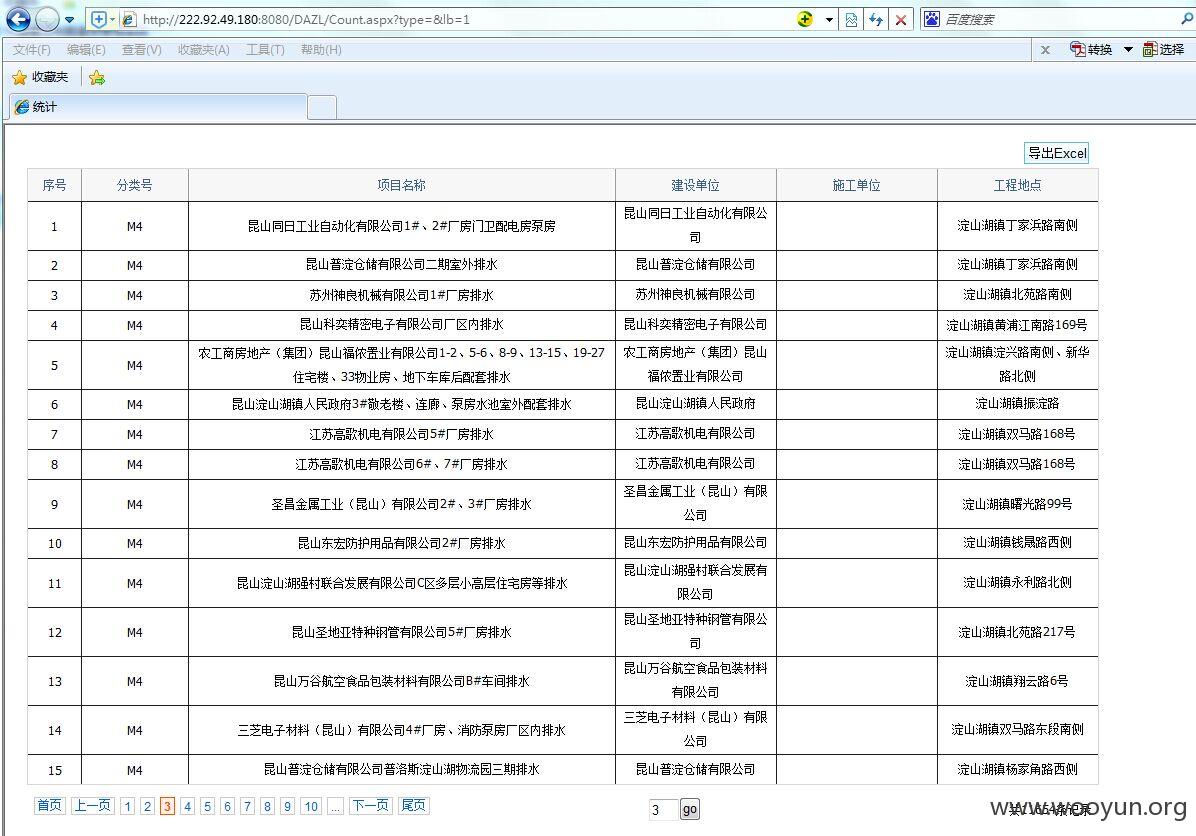 http://222.92.49.180:8080/DAZL/Count.aspx?type=&lb=1
百度搜索
文件(F) 编辑(E) 查看(V) 收藏夹(A) 工具(T) 帮助(H)
x 转换 选择
收藏夹
统计
导出Excel
序号 分类号 项目名称 建设单位 施工单位 工程地点
1 M4 昆山同日工业自动化有限公司1#、2#厂房门卫配电房泵房 昆山同日工业自动化有限公 淀山湖镇丁家浜路南侧
司
2 M4 昆山普淀仓储有限公司二期室外排水 昆山普淀仓储有限公司 淀山湖镇丁家浜路南侧
3 M4 苏州神良机械有限公司1#厂房排水 苏州神良机械有限公司 淀山湖镇北苑路南侧
4 M4 昆山科奕精密电子有限公司厂区内排水 昆山科奕精密电子有限公司 淀山湖镇黄浦江南路169号
5 M4 农工商房地产（集团）昆山福侬置业有限公司1-2、5-6、8-9、13-15、19-27 农工商房地产（集团）昆山 淀山湖镇淀兴路南侧、新华
住宅楼、33物业房、地下车库后配套排水 福侬置业有限公司 路北侧
6 M4 昆山淀山湖镇人民政府3#敬老楼、连廊、泵房水池室外配套排水 昆山淀山湖镇人民政府 淀山湖镇振淀路
7 M4 江苏高歌机电有限公司5#厂房排水 江苏高歌机电有限公司 淀山湖镇双马路168号
8 M4 江苏高歌机电有限公司6#、7#厂房排水 江苏高歌机电有限公司 淀山湖镇双马路168号
9 M4 圣昌金属工业（昆山）有限公司2#、3#厂房排水 圣昌金属工业（昆山）有限 淀山湖镇曙光路99号
公司
10 M4 昆山东宏防护用品有限公司2#厂房排水 昆山东宏防护用品有限公司 淀山湖镇钱晟路西侧
11 M4 昆山淀山湖强村联合发展有限公司C区多层小高层住宅房等排水 昆山淀山湖强村联合发展有 淀山湖镇永利路北侧
限公司
12 M4 昆山圣地亚特种钢管有限公司5#厂房排水 昆山圣地亚特种钢管有限公 淀山湖镇北苑路217号
司
13 M4 昆山万谷航空食品包装材料有限公司B#车间排水 昆山万谷航空食品包装材料 淀山湖镇翔云路6号
有限公司
14 M4 三芝电子材料（昆山）有限公司4#厂房、消防泵房厂区内排水 三芝电子材料（昆山）有限 淀山湖镇双马路东段南侧
公司
15 M4 昆山普淀仓储有限公司普洛斯淀山湖物流园三期排水 昆山普淀仓储有限公司 淀山湖镇杨家角路西侧
首页 上一页 1 2 3 4 5 6 7 8 9 10 ... 下一页 尾页 3 go
www.wooyun.org